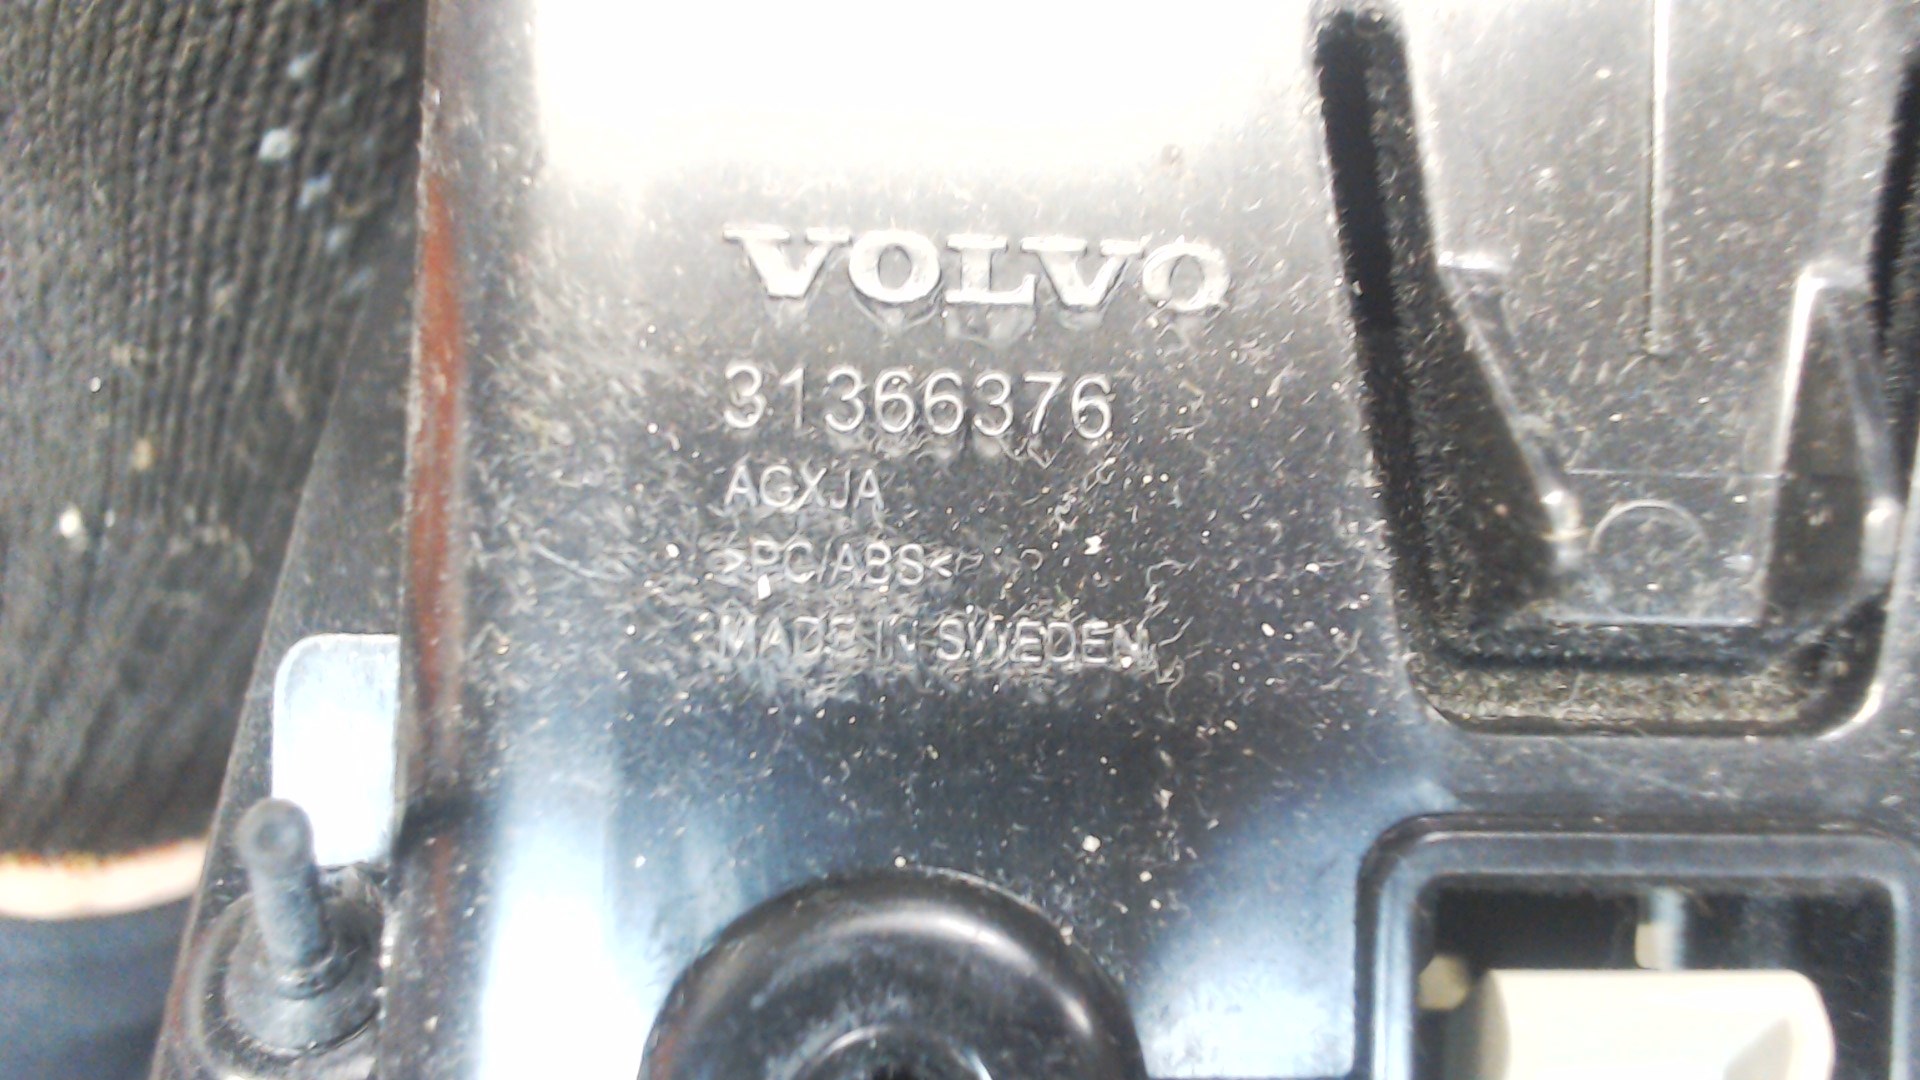 VOLVO
31366376
AGXJA
>PC/ABS<
MADE IN SWEDEN